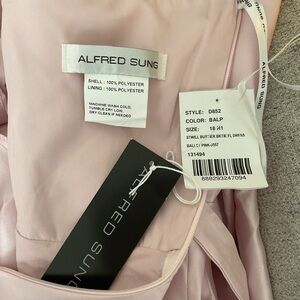 ALFRED SUNG
SHELL : 100% POLYESTER
LINING : 100% POLYESTER
MACHINE WASH COLD.
TUMBLE DRY LOW.
DRY CLEAN IF NEEDED
ALFRED SUNG
STYLE: D852
COLOR: BALP
SIZE: 18
131494
888293247094
ALFRED SUNG